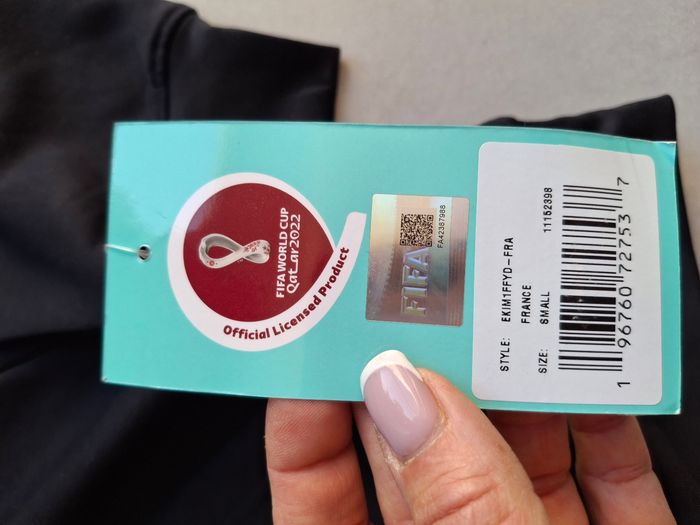 FIFA WORLD CUP
Qatar2022
Official Licensed Product
FIFA
FA42387988
STYLE: EKIM1FFYD-FRA
FRANCE
SIZE: SMALL
11152398
1 96760 72753 7